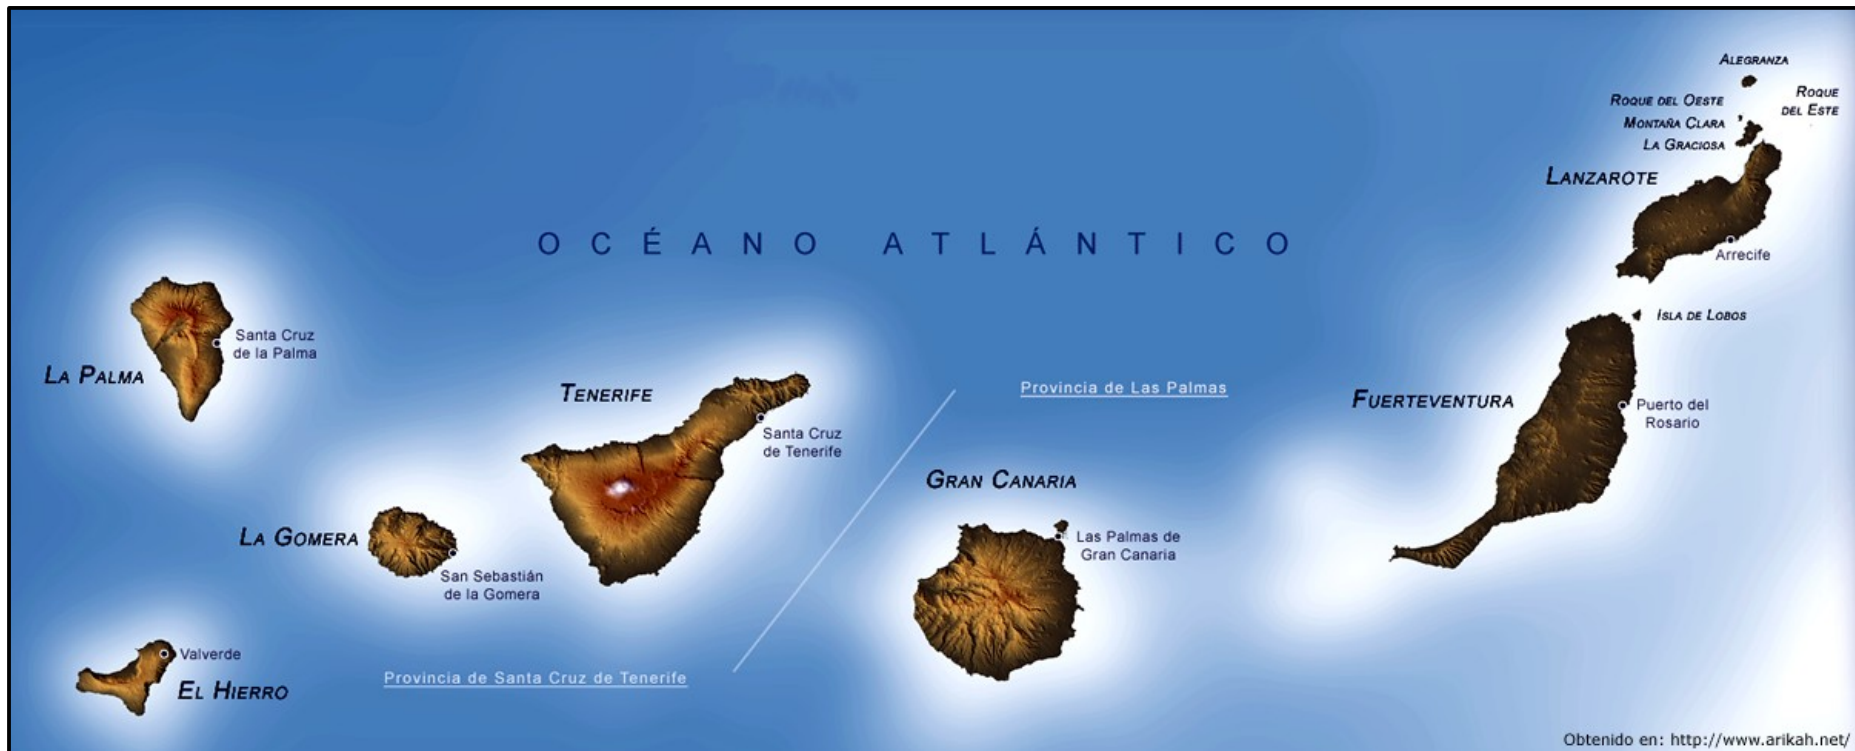 ALEGRANZA
ROQUE
DEL ESTE
ROQUE DEL OESTE
MONTAÑA CLARA
LA GRACIOSA
LANZAROTE
OCÉANO ATLÁNTICO
Arrecife
ISLA DE LOBOS
Santa Cruz
de la Palma
LA PALMA
TENERIFE
Provincia de Las Palmas
FUERTEVENTURA
Puerto del
Rosario
Santa Cruz
de Tenerife
GRAN CANARIA
LA GOMERA
Las Palmas de
Gran Canaria
San Sebastián
de la Gomera
Valverde
EL HIERRO
Provincia de Santa Cruz de Tenerife
Obtenido en: http://www.arikah.net/